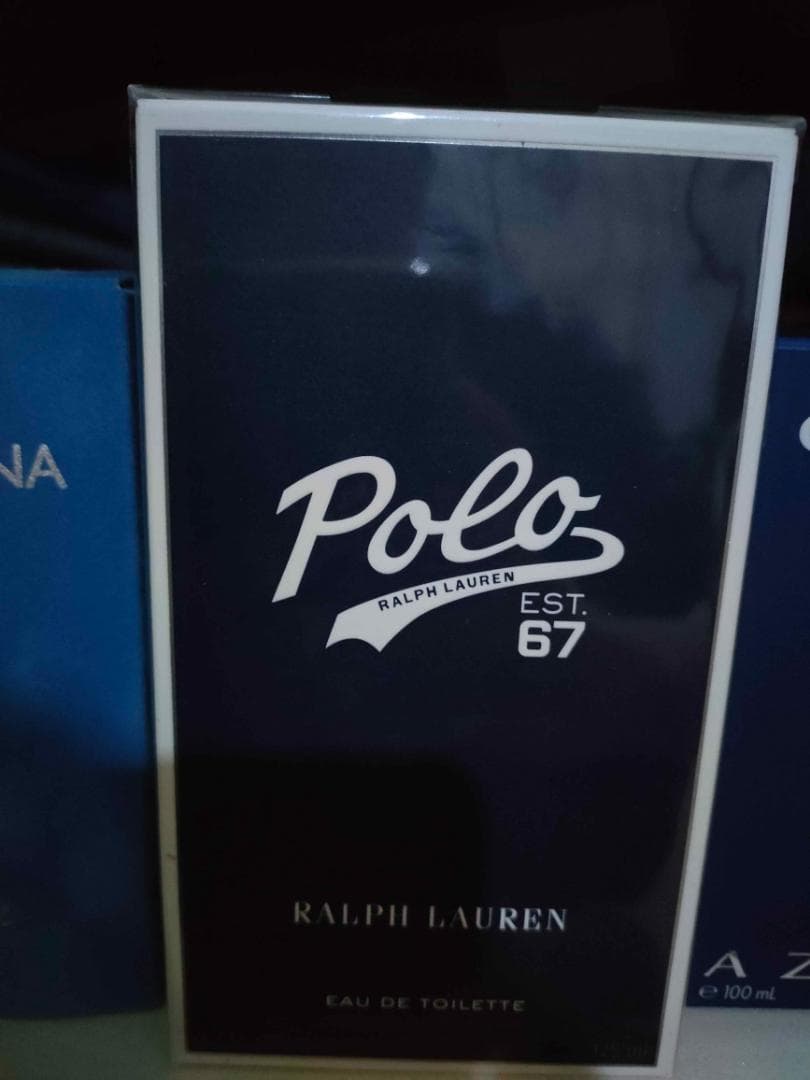 NA
Polo
RALPH LAUREN
EST.
67
RALPH LAUREN
EAU DE TOILETTE
A Z
e 100 mL